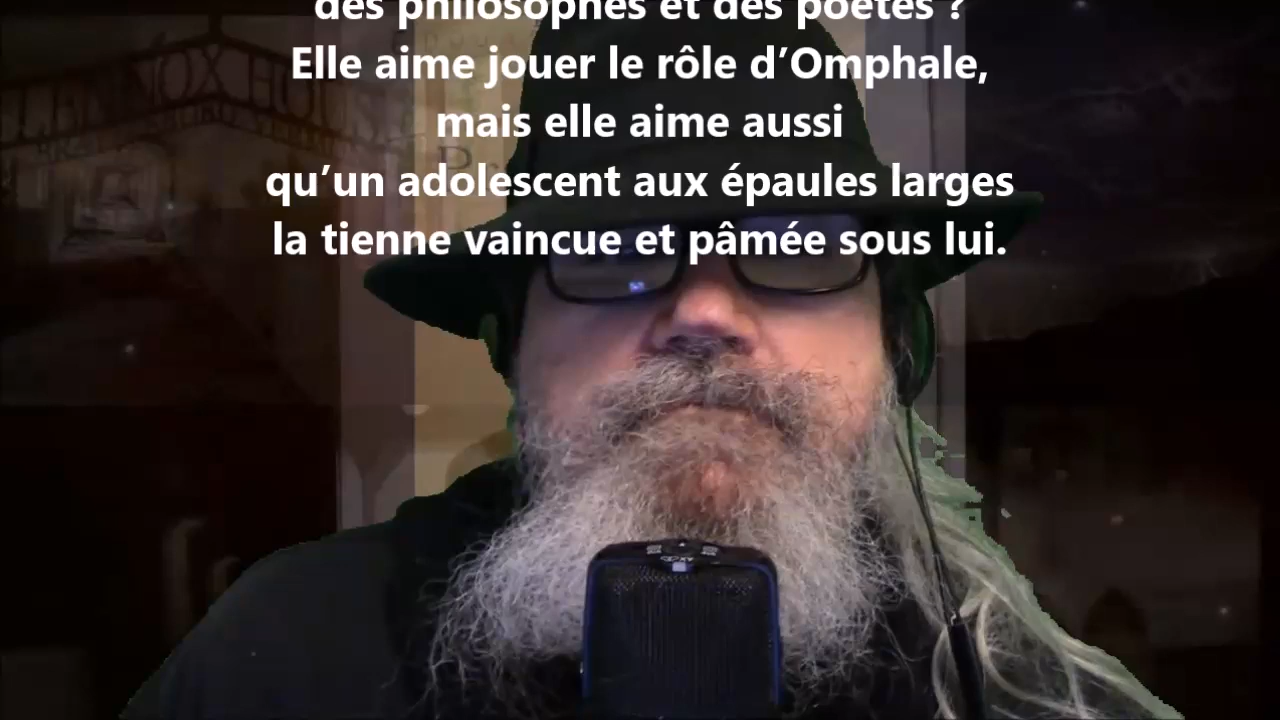 des philosophes et des poètes ?
Elle aime jouer le rôle d’Omphale,
mais elle aime aussi
qu’un adolescent aux épaules larges
la tienne vaincue et pâmée sous lui.